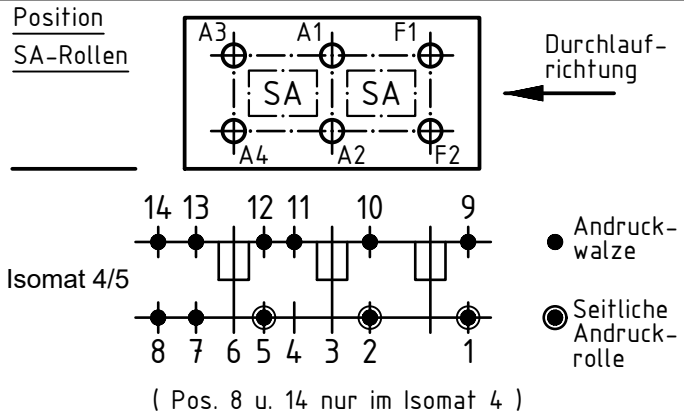 Position
SA-Rollen
A3 A1 F1
SA SA
A4 A2 F2
Durchlauf-
richtung
14 13 12 11 10 9
Isomat 4/5
8 7 6 5 4 3 2 1
Andruck-
walze
Seitliche
Andruck-
rolle
( Pos. 8 u. 14 nur im Isomat 4 )